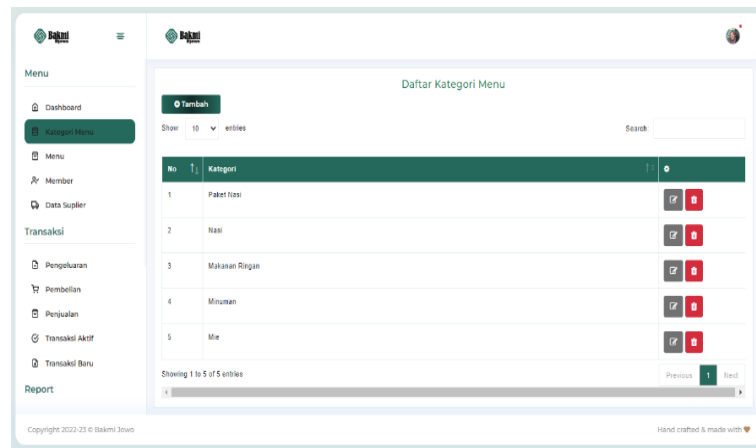 Bakmi
Djowo
Bakmi
Djowo
Menu
Dashboard
Kategori Menu
Menu
Member
Data Suplier
Transaksi
Pengeluaran
Pembelian
Penjualan
Transaksi Aktif
Transaksi Baru
Report
Daftar Kategori Menu
Tambah
Show 10 entries
Search:
No Kategori
1 Paket Nasi
2 Nasi
3 Makanan Ringan
4 Minuman
5 Mie
Showing 1 to 5 of 5 entries
Previous 1 Next
Copyright 2022-23 © Bakmi Jowo
Hand crafted & made with